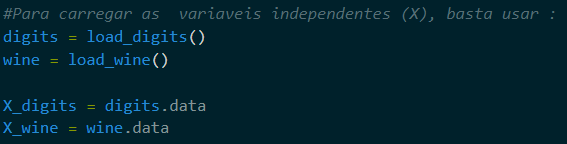 #Para carregar as  variaveis independentes (X), basta usar :
digits = load_digits()
wine = load_wine()
X_digits = digits.data
X_wine = wine.data